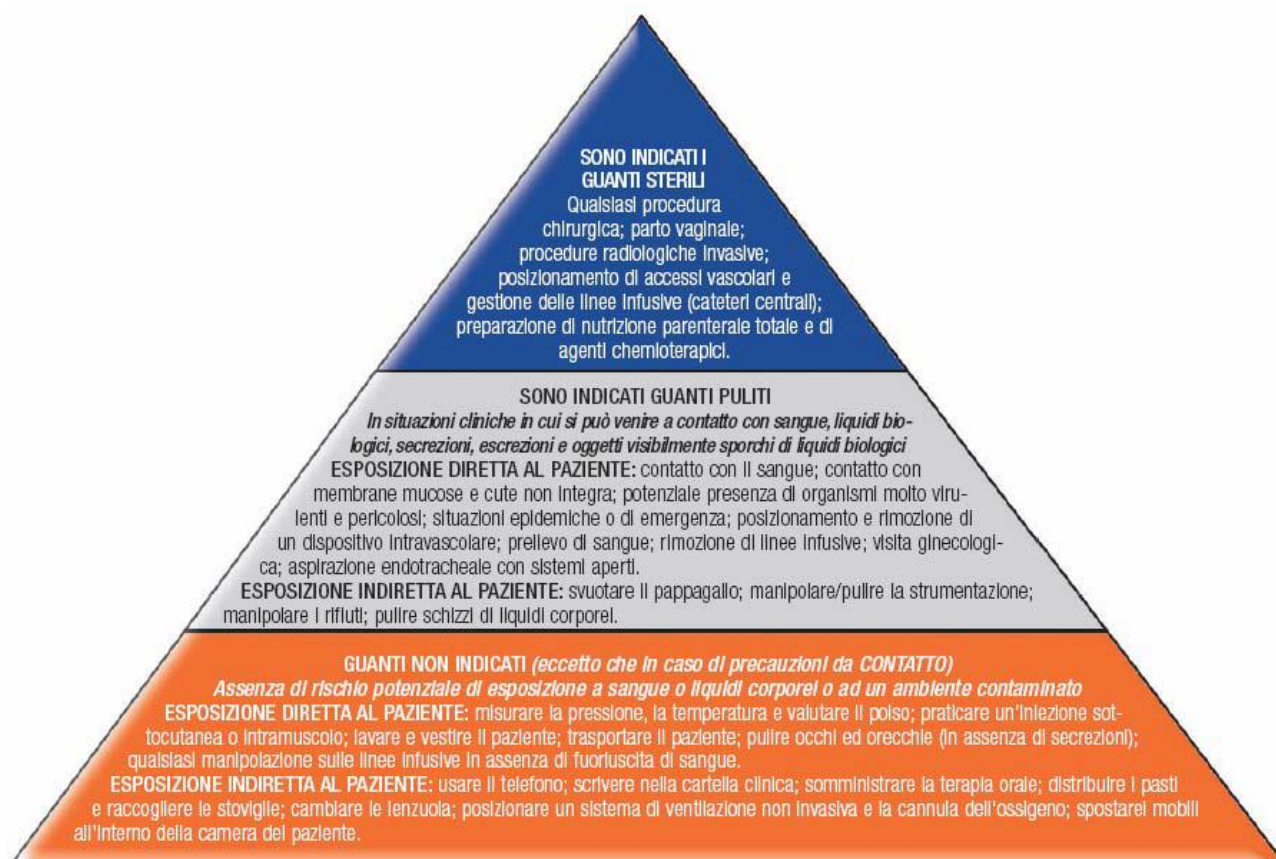 SONO INDICATI I
GUANTI STERILI
Qualsiasi procedura
chirurgica; parto vaginale;
procedure radiologiche invasive;
posizionamento di accessi vascolari e
gestione delle linee infusive (cateteri centrali);
preparazione di nutrizione parenterale totale e di
agenti chemioterapici.
SONO INDICATI GUANTI PULITI
In situazioni cliniche in cui si può venire a contatto con sangue, liquidi bio-
logici, secrezioni, escrezioni e oggetti visibilmente sporchi di liquidi biologici
ESPOSIZIONE DIRETTA AL PAZIENTE: contatto con il sangue; contatto con
membrane mucose e cute non integra; potenziale presenza di organismi molto viru-
lenti e pericolosi; situazioni epidemiche o di emergenza; posizionamento e rimozione di
un dispositivo intravascolare; prelievo di sangue; rimozione di linee infusive; visita ginecologi-
ca; aspirazione endotracheale con sistemi aperti.
ESPOSIZIONE INDIRETTA AL PAZIENTE: svuotare il pappagallo; manipolare/pulire la strumentazione;
manipolare i rifiuti; pulire schizzi di liquidi corporei.
GUANTI NON INDICATI (eccetto che in caso di precauzioni da CONTATTO)
Assenza di rischio potenziale di esposizione a sangue o liquidi corporei o ad un ambiente contaminato
ESPOSIZIONE DIRETTA AL PAZIENTE: misurare la pressione, la temperatura e valutare il polso; praticare un'iniezione sot-
tocutanea o intramuscolo; lavare e vestire il paziente; trasportare il paziente; pulire occhi ed orecchie (in assenza di secrezioni);
qualsiasi manipolazione sulle linee infusive in assenza di fuoriuscita di sangue.
ESPOSIZIONE INDIRETTA AL PAZIENTE: usare il telefono; scrivere nella cartella clinica; somministrare la terapia orale; distribuire i pasti
e raccogliere le stoviglie; cambiare le lenzuola; posizionare un sistema di ventilazione non invasiva e la cannula dell'ossigeno; spostarei mobili
all'interno della camera del paziente.